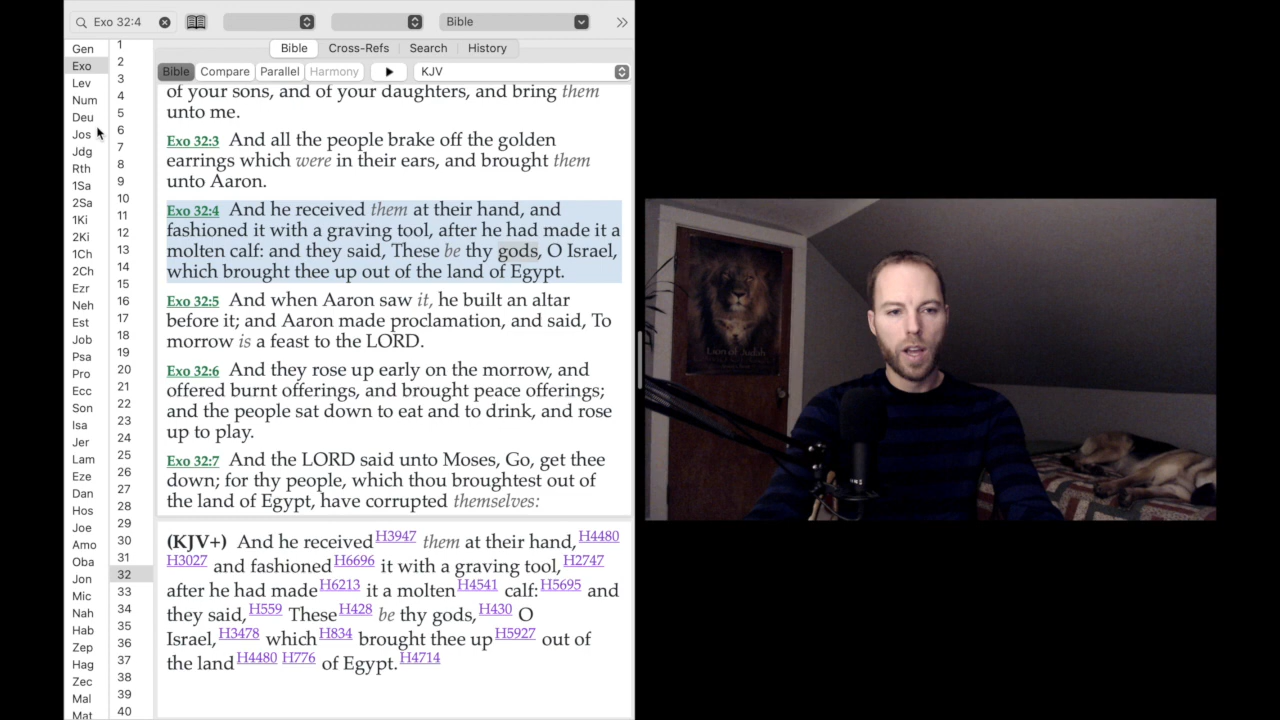 Exo 32:4
Bible
Bible Cross-Refs Search History
Bible Compare Parallel Harmony KJV
Gen
Exo
Lev
Num
Deu
Jos
Jdg
Rth
1Sa
2Sa
1Ki
2Ki
1Ch
2Ch
Ezr
Neh
Est
Job
Psa
Pro
Ecc
Son
Isa
Jer
Lam
Eze
Dan
Hos
Joe
Amo
Oba
Jon
Mic
Nah
Hab
Zep
Hag
Zec
Mal
Mat
1
2
3
4
5
6
7
8
9
10
11
12
13
14
15
16
17
18
19
20
21
22
23
24
25
26
27
28
29
30
31
32
33
34
35
36
37
38
39
40
of your sons, and of your daughters, and bring them
unto me.
Exo 32:3 And all the people brake off the golden
earrings which were in their ears, and brought them
unto Aaron.
Exo 32:4 And he received them at their hand, and
fashioned it with a graving tool, after he had made it a
molten calf: and they said, These be thy gods, O Israel,
which brought thee up out of the land of Egypt.
Exo 32:5 And when Aaron saw it, he built an altar
before it; and Aaron made proclamation, and said, To
morrow is a feast to the LORD.
Exo 32:6 And they rose up early on the morrow, and
offered burnt offerings, and brought peace offerings;
and the people sat down to eat and to drink, and rose
up to play.
Exo 32:7 And the LORD said unto Moses, Go, get thee
down; for thy people, which thou broughtest out of
the land of Egypt, have corrupted themselves:
(KJV+) And he received H3947 them at their hand, H4480
H3027 and fashioned H6696 it with a graving tool, H2747
after he had made H6213 it a molten H4541 calf: H5695 and
they said, H559 These H428 be thy gods, H430 O
Israel, H3478 which H834 brought thee up H5927 out of
the land H4480 H776 of Egypt. H4714
Lion of Judah